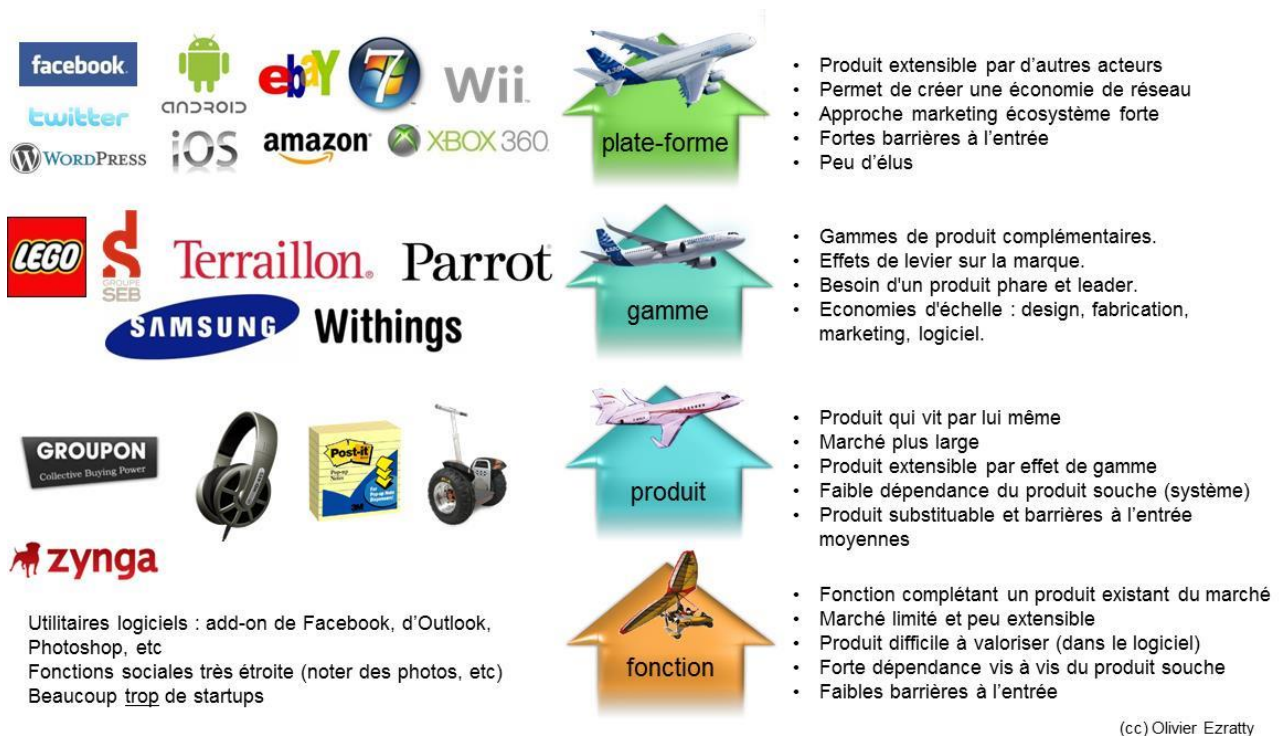 facebook.
twitter
WORDPRESS
ANDROID
iOS
ebaY
amazon
7
Wii
XBOX 360
plate-forme
• Produit extensible par d’autres acteurs
• Permet de créer une économie de réseau
• Approche marketing écosystème forte
• Fortes barrières à l’entrée
• Peu d’élus
LEGO
GROUPE
SEB
Terraillon
Parrot
SAMSUNG
Withings
gamme
• Gammes de produit complémentaires.
• Effets de levier sur la marque.
• Besoin d'un produit phare et leader.
• Economies d'échelle : design, fabrication,
marketing, logiciel.
GROUPON
Collective Buying Power
Post-it
Pop-up
Notes
3M
produit
• Produit qui vit par lui même
• Marché plus large
• Produit extensible par effet de gamme
• Faible dépendance du produit souche (système)
• Produit substituable et barrières à l’entrée
moyennes
zynga
Utilitaires logiciels : add-on de Facebook, d’Outlook,
Photoshop, etc
Fonctions sociales très étroite (noter des photos, etc)
Beaucoup trop de startups
fonction
• Fonction complétant un produit existant du marché
• Marché limité et peu extensible
• Produit difficile à valoriser (dans le logiciel)
• Forte dépendance vis à vis du produit souche
• Faibles barrières à l’entrée
(cc) Olivier Ezratty